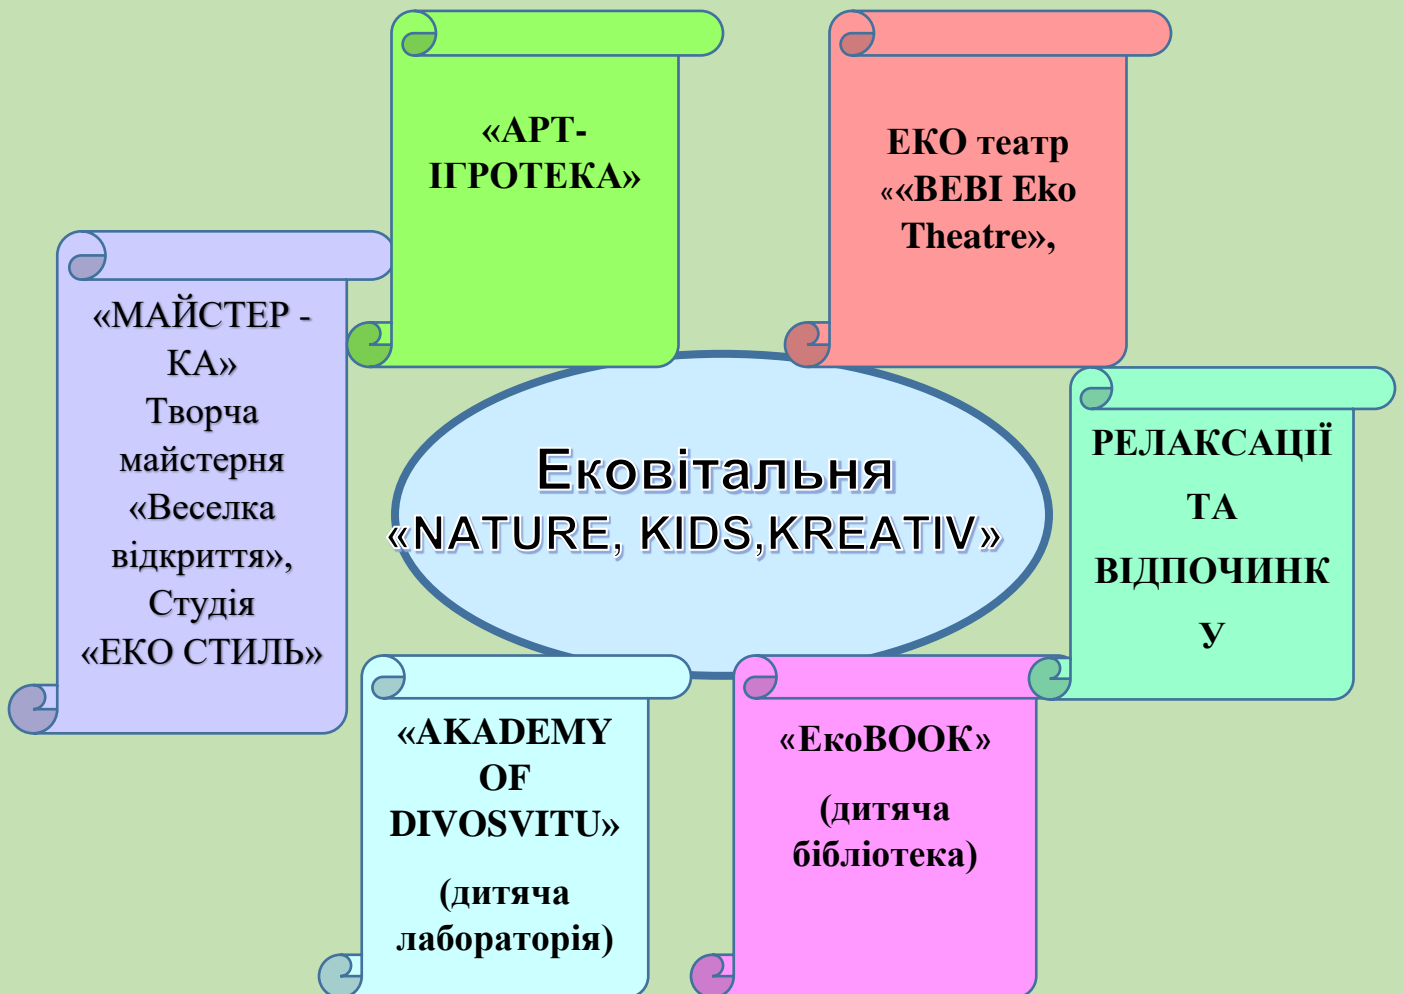 «АРТ-
ІГРОТЕКА»
ЕКО театр
««BEBI Eko
Theatre»,
«МАЙСТЕР -
КА»
Творча
майстерня
«Веселка
відкриття»,
Студія
«ЕКО СТИЛЬ»
Ековітальня
«NATURE, KIDS,KREATIV»
РЕЛАКСАЦІЇ
ТА
ВІДПОЧИНК
У
«AKADEMY
OF
DIVOSVITU»
(дитяча
лабораторія)
«ЕкоBOOK»
(дитяча
бібліотека)